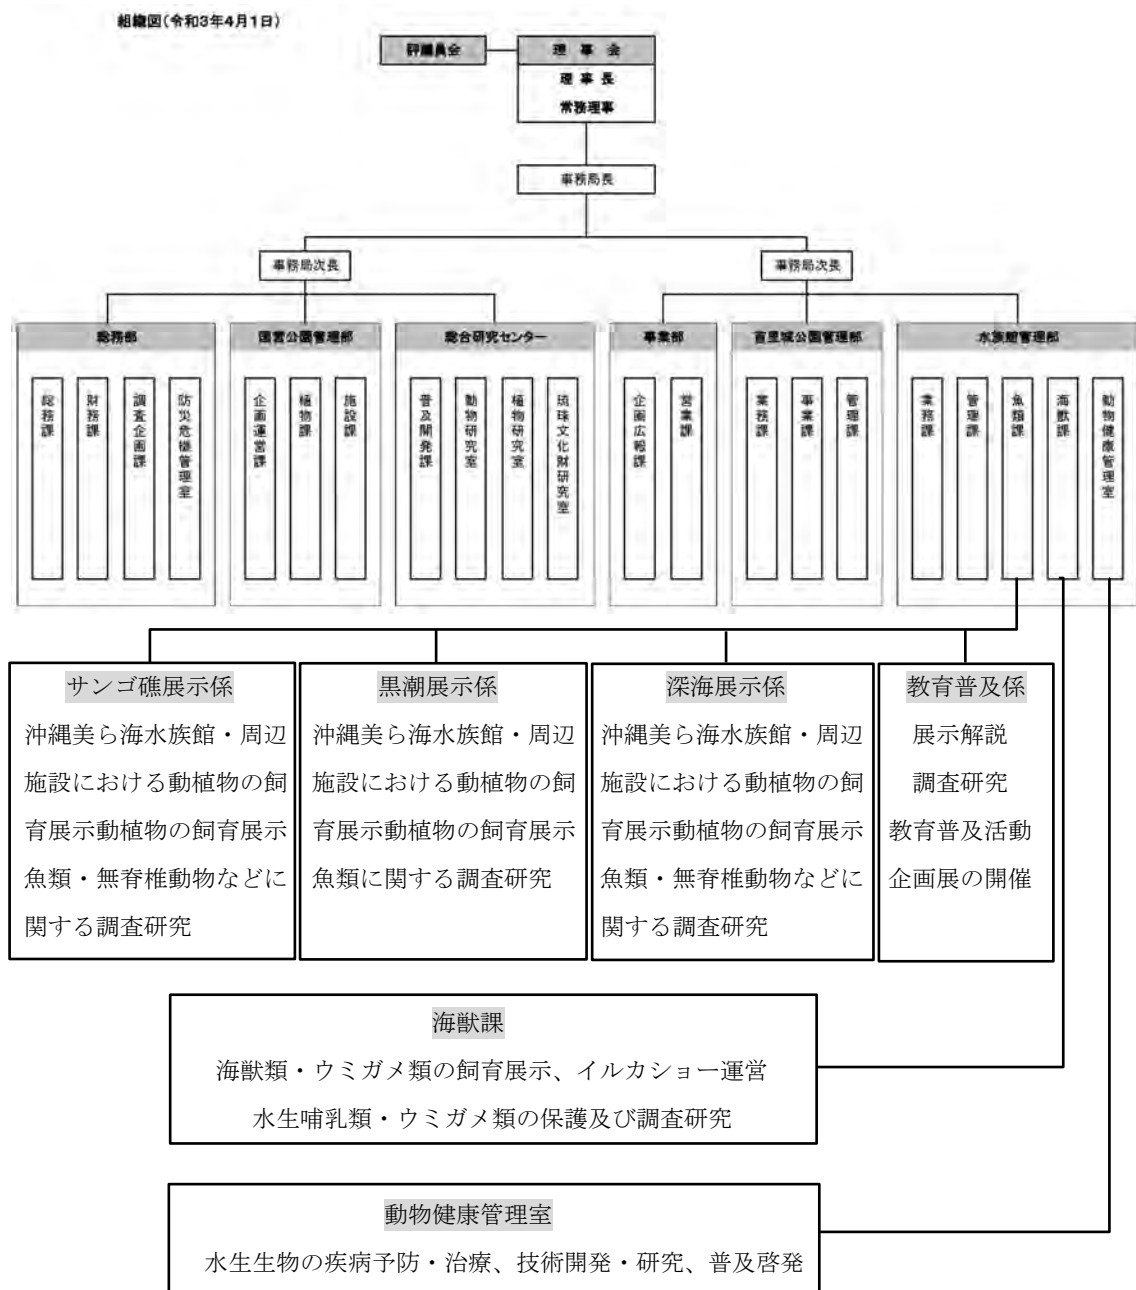 組織図(令和3年4月1日)
評議員会
理事会
理事長
常務理事
事務局長
事務局次長
事務局次長
総務部
国営公園管理部
総合研究センター
事業部
首里城公園管理部
水族館管理部
総務課
財務課
調査企画課
防災危機管理室
企画運営課
植物課
施設課
普及開発課
動物研究室
植物研究室
琉球文化財研究室
企画広報課
営業課
業務課
事業課
管理課
業務課
管理課
魚類課
海獣課
動物健康管理室
サンゴ礁展示係
沖縄美ら海水族館・周辺
施設における動植物の飼
育展示動植物の飼育展示
魚類・無脊椎動物などに
関する調査研究
黒潮展示係
沖縄美ら海水族館・周辺
施設における動植物の飼
育展示動植物の飼育展示
魚類に関する調査研究
深海展示係
沖縄美ら海水族館・周辺
施設における動植物の飼
育展示動植物の飼育展示
魚類・無脊椎動物などに
関する調査研究
教育普及係
展示解説
調査研究
教育普及活動
企画展の開催
海獣課
海獣類・ウミガメ類の飼育展示、イルカショー運営
水生哺乳類・ウミガメ類の保護及び調査研究
動物健康管理室
水生生物の疾病予防・治療、技術開発・研究、普及啓発